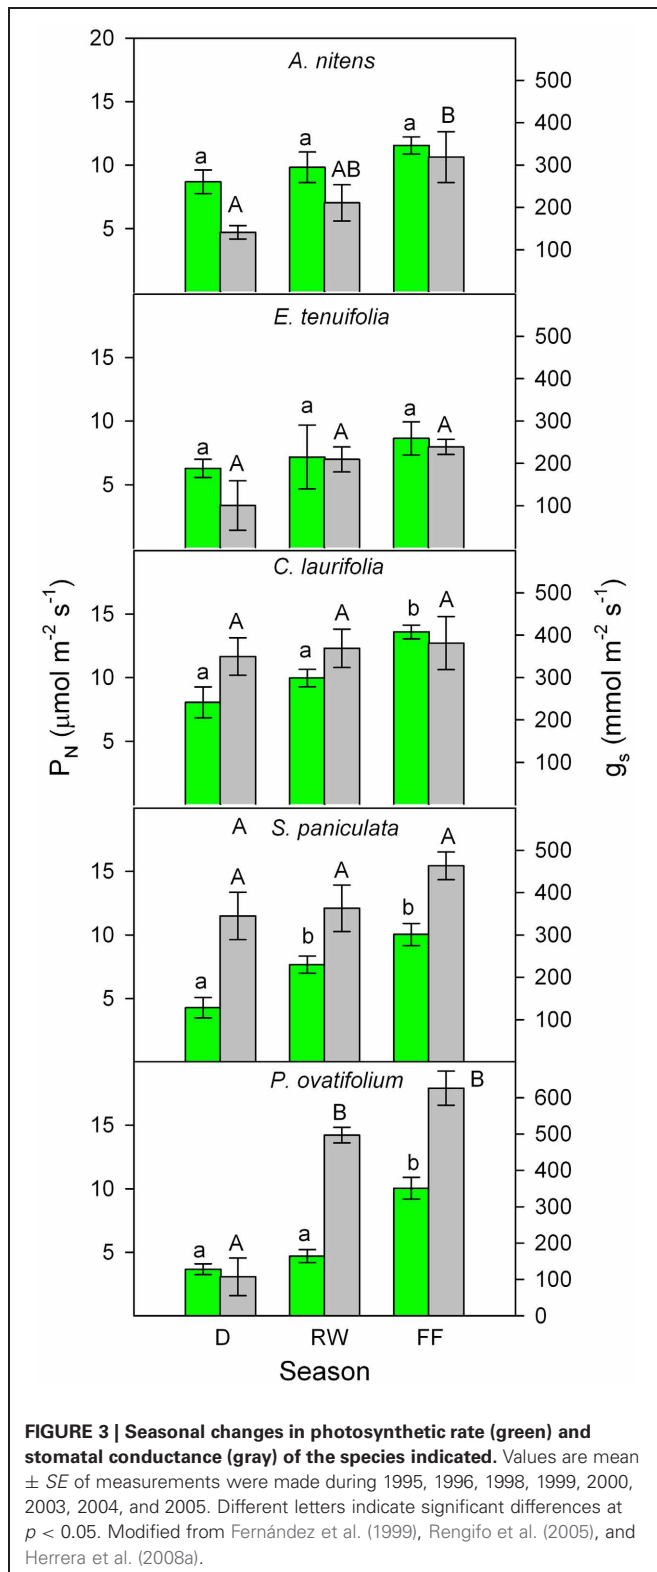 20
A. nitens
500
15
B
400
a
a
a
AB
10
300
A
200
5
100
E. tenuifolia
500
15
400
a
a
10
300
a
A
A
A
200
5
100
C. laurifolia
500
b
A
15
A
A
400
a
a
10
300
200
5
100
P_N (μmol m⁻² s⁻¹)
g_s (mmol m⁻² s⁻¹)
A
S. paniculata
A
500
15
A
A
400
b
10
b
300
a
200
5
100
P. ovatifolium
B
600
15
B
500
b
10
400
300
a
A
a
5
200
100
0
D RW FF
Season
FIGURE 3 | Seasonal changes in photosynthetic rate (green) and
stomatal conductance (gray) of the species indicated. Values are mean
± SE of measurements were made during 1995, 1996, 1998, 1999, 2000,
2003, 2004, and 2005. Different letters indicate significant differences at
p < 0.05. Modified from Fernández et al. (1999), Rengifo et al. (2005), and
Herrera et al. (2008a).